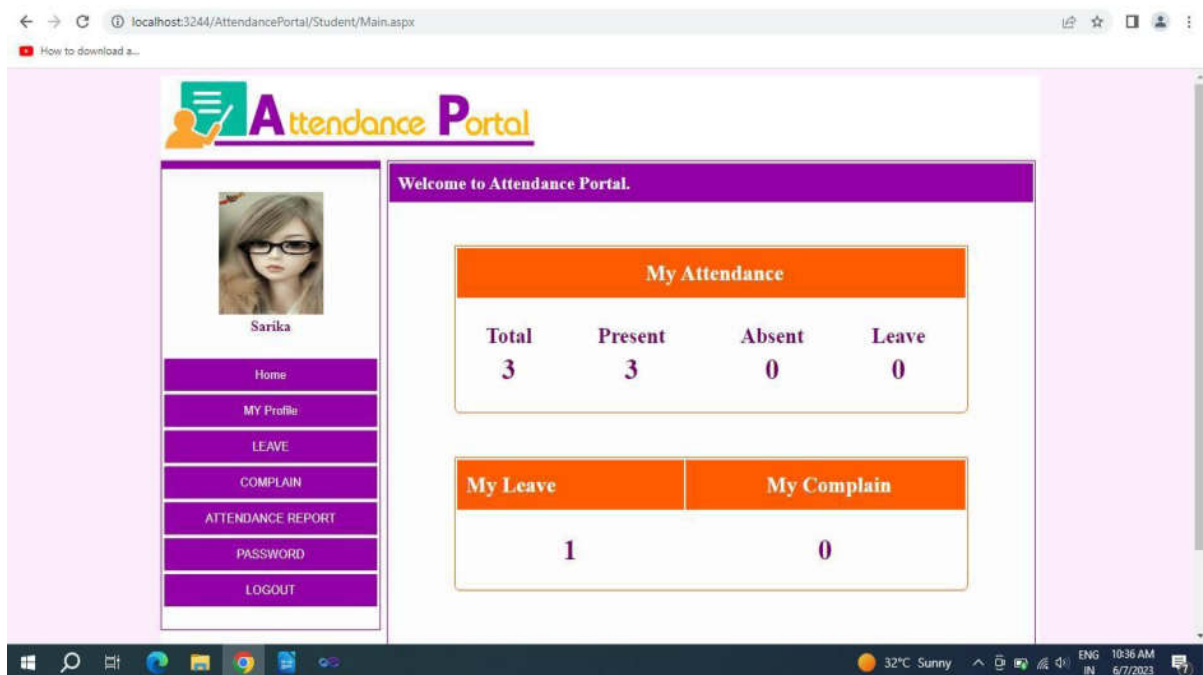 localhost:3244/AttendancePortal/Student/Main.aspx
How to download a...
Attendance Portal
Welcome to Attendance Portal.
Sarika
Home
MY Profile
LEAVE
COMPLAIN
ATTENDANCE REPORT
PASSWORD
LOGOUT
My Attendance
Total Present Absent Leave
3 3 0 0
My Leave My Complain
1 0
32°C Sunny
ENG
IN
10:36 AM
6/7/2023